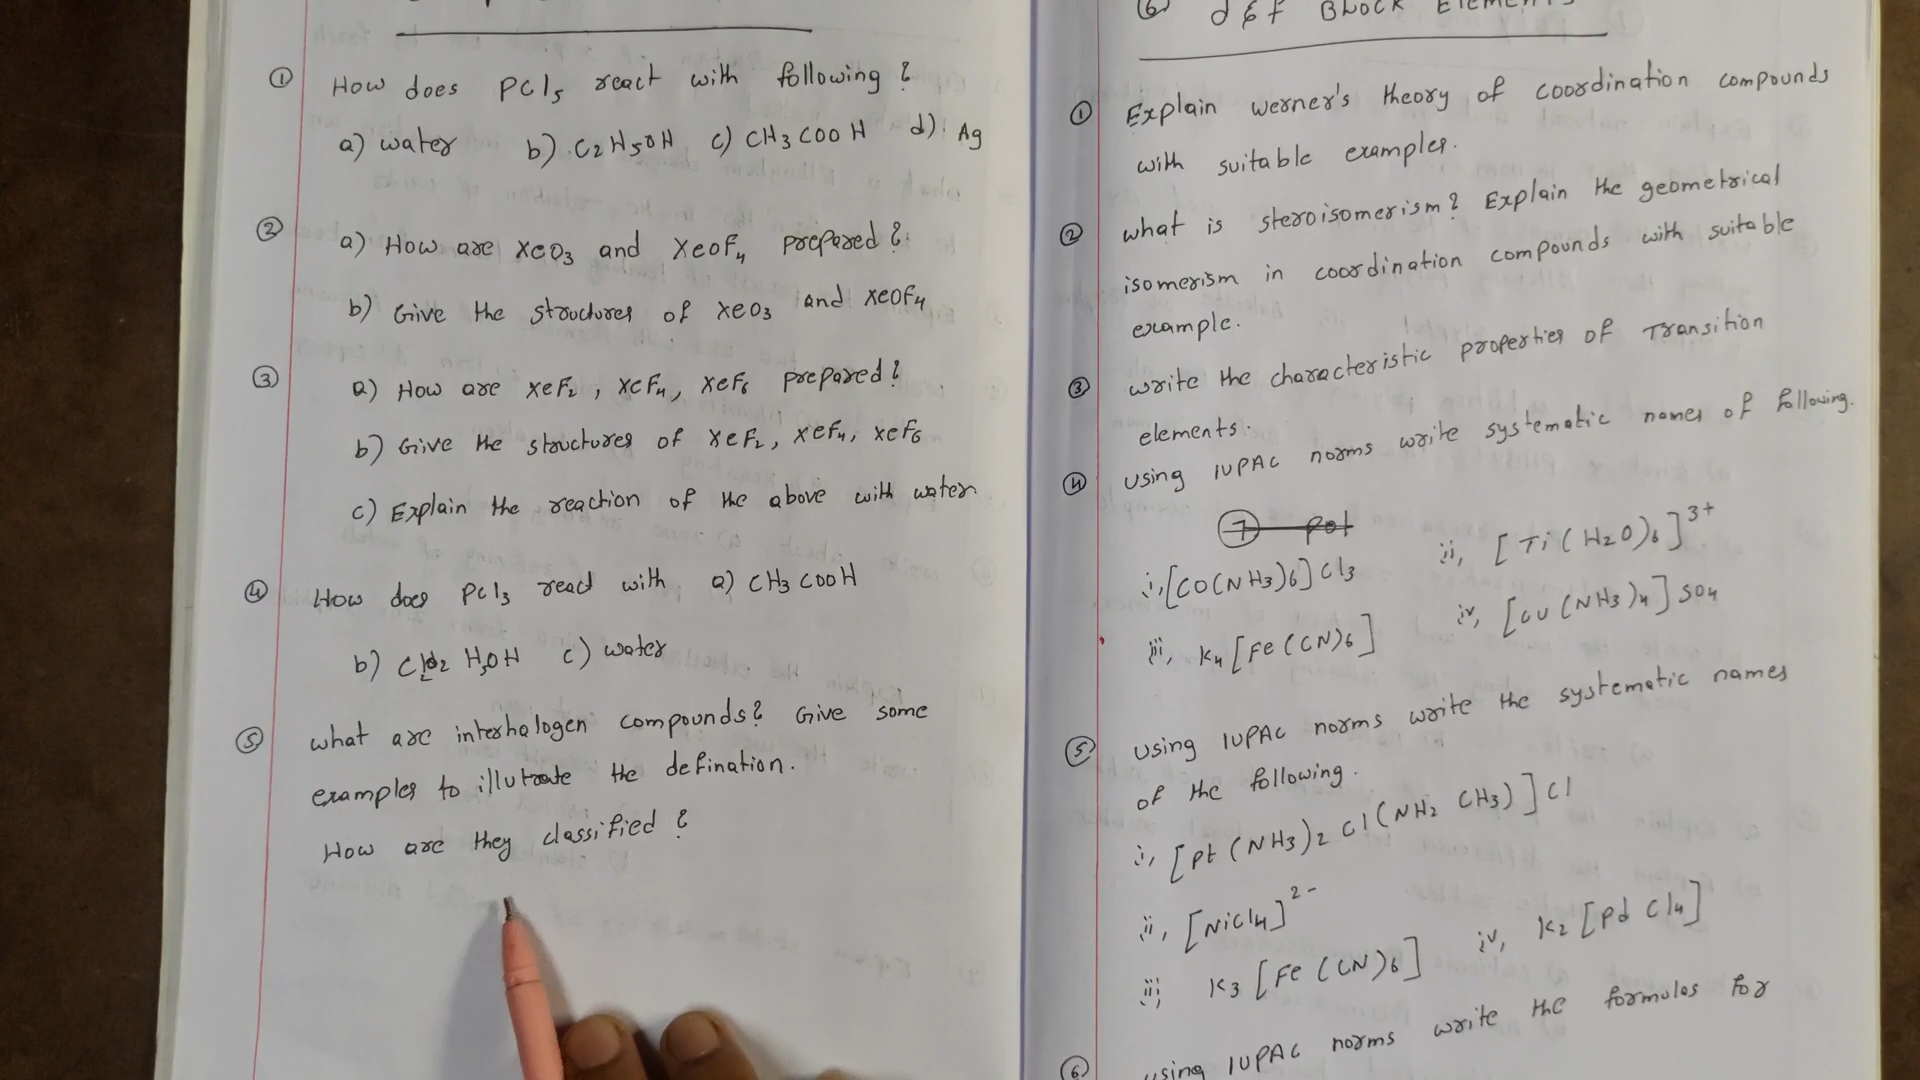 ① How does PCl5 react with following?
a) water b) C2H5OH c) CH3COOH d) Ag
② a) How are XeO3 and XeOF4 prepared?
b) Give the structures of XeO3 and XeOF4
③ a) How are XeF2, XeF4, XeF6 prepared?
b) Give the structures of XeF2, XeF4, XeF6
c) Explain the reaction of the above with water.
④ How does PCl3 react with a) CH3COOH
b) C2H5OH c) water
⑤ what are interhalogen compounds? Give some
examples to illutrate the defination.
How are they classified?
⑥ d & f BLOCK ELEMENTS
① Explain werner's theory of coordination compounds
with suitable examples.
② what is steroisomerism? Explain the geometrical
isomerism in coordination compounds with suitable
example.
③ write the characteristic properties of Transition
elements.
④ using IUPAC norms write systematic names of following.
i, [CO(NH3)6]Cl3 ii, [Ti(H2O)6]3+
iii, K4[Fe(CN)6] iv, [CU(NH3)4]SO4
⑤ using IUPAC norms write the systematic names
of the following.
i, [Pt(NH3)2Cl(NH2CH3)]Cl
ii, [NiCl4]2-
iii, K3[Fe(CN)6] iv, K2[PdCl4]
⑥ using IUPAC norms write the formulas for